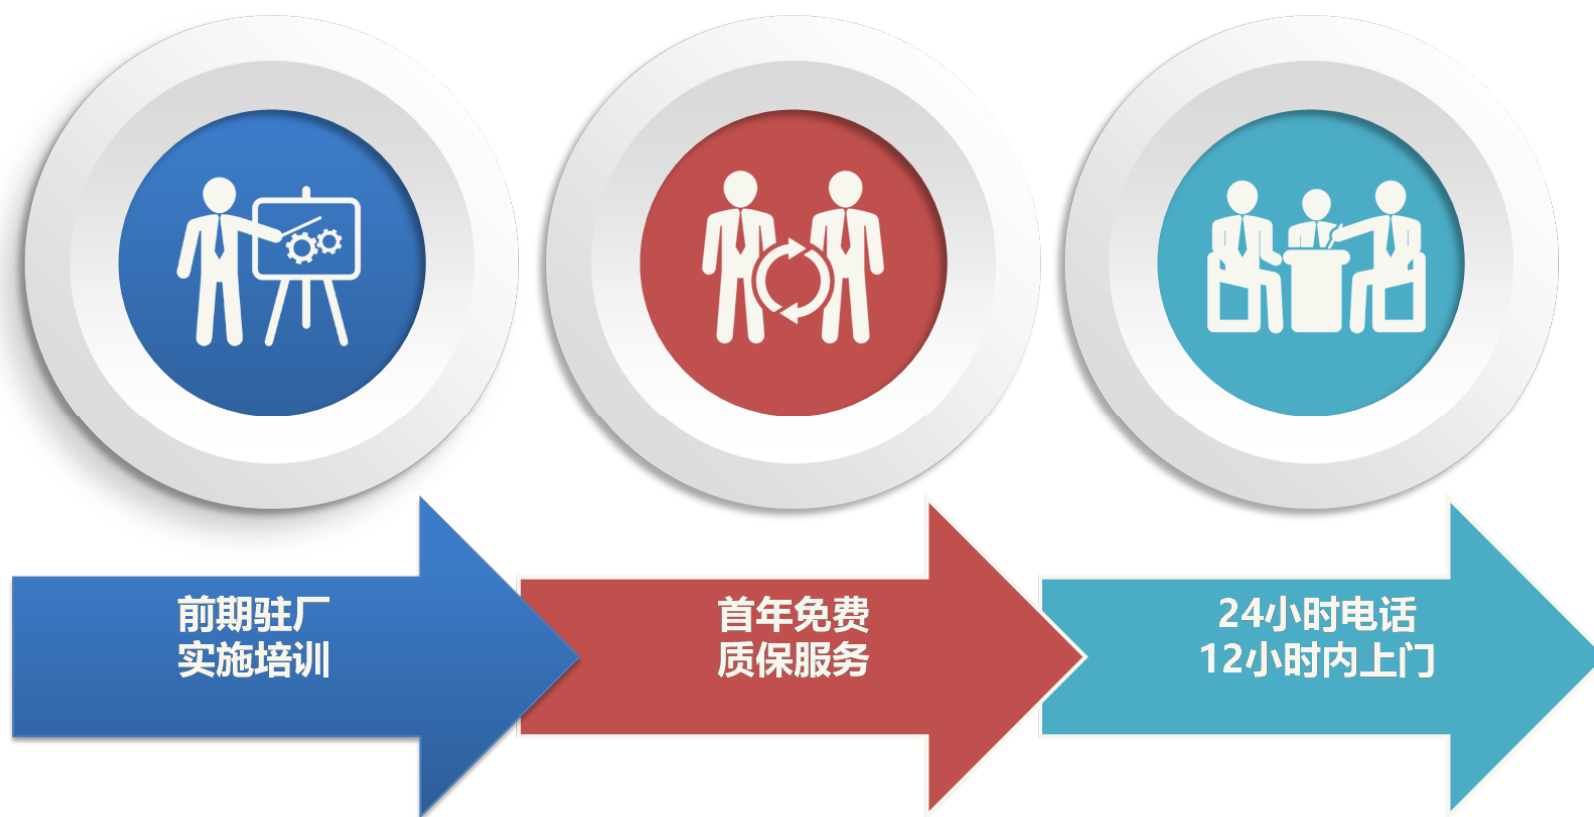 前期驻厂
实施培训
首年免费
质保服务
24小时电话
12小时内上门